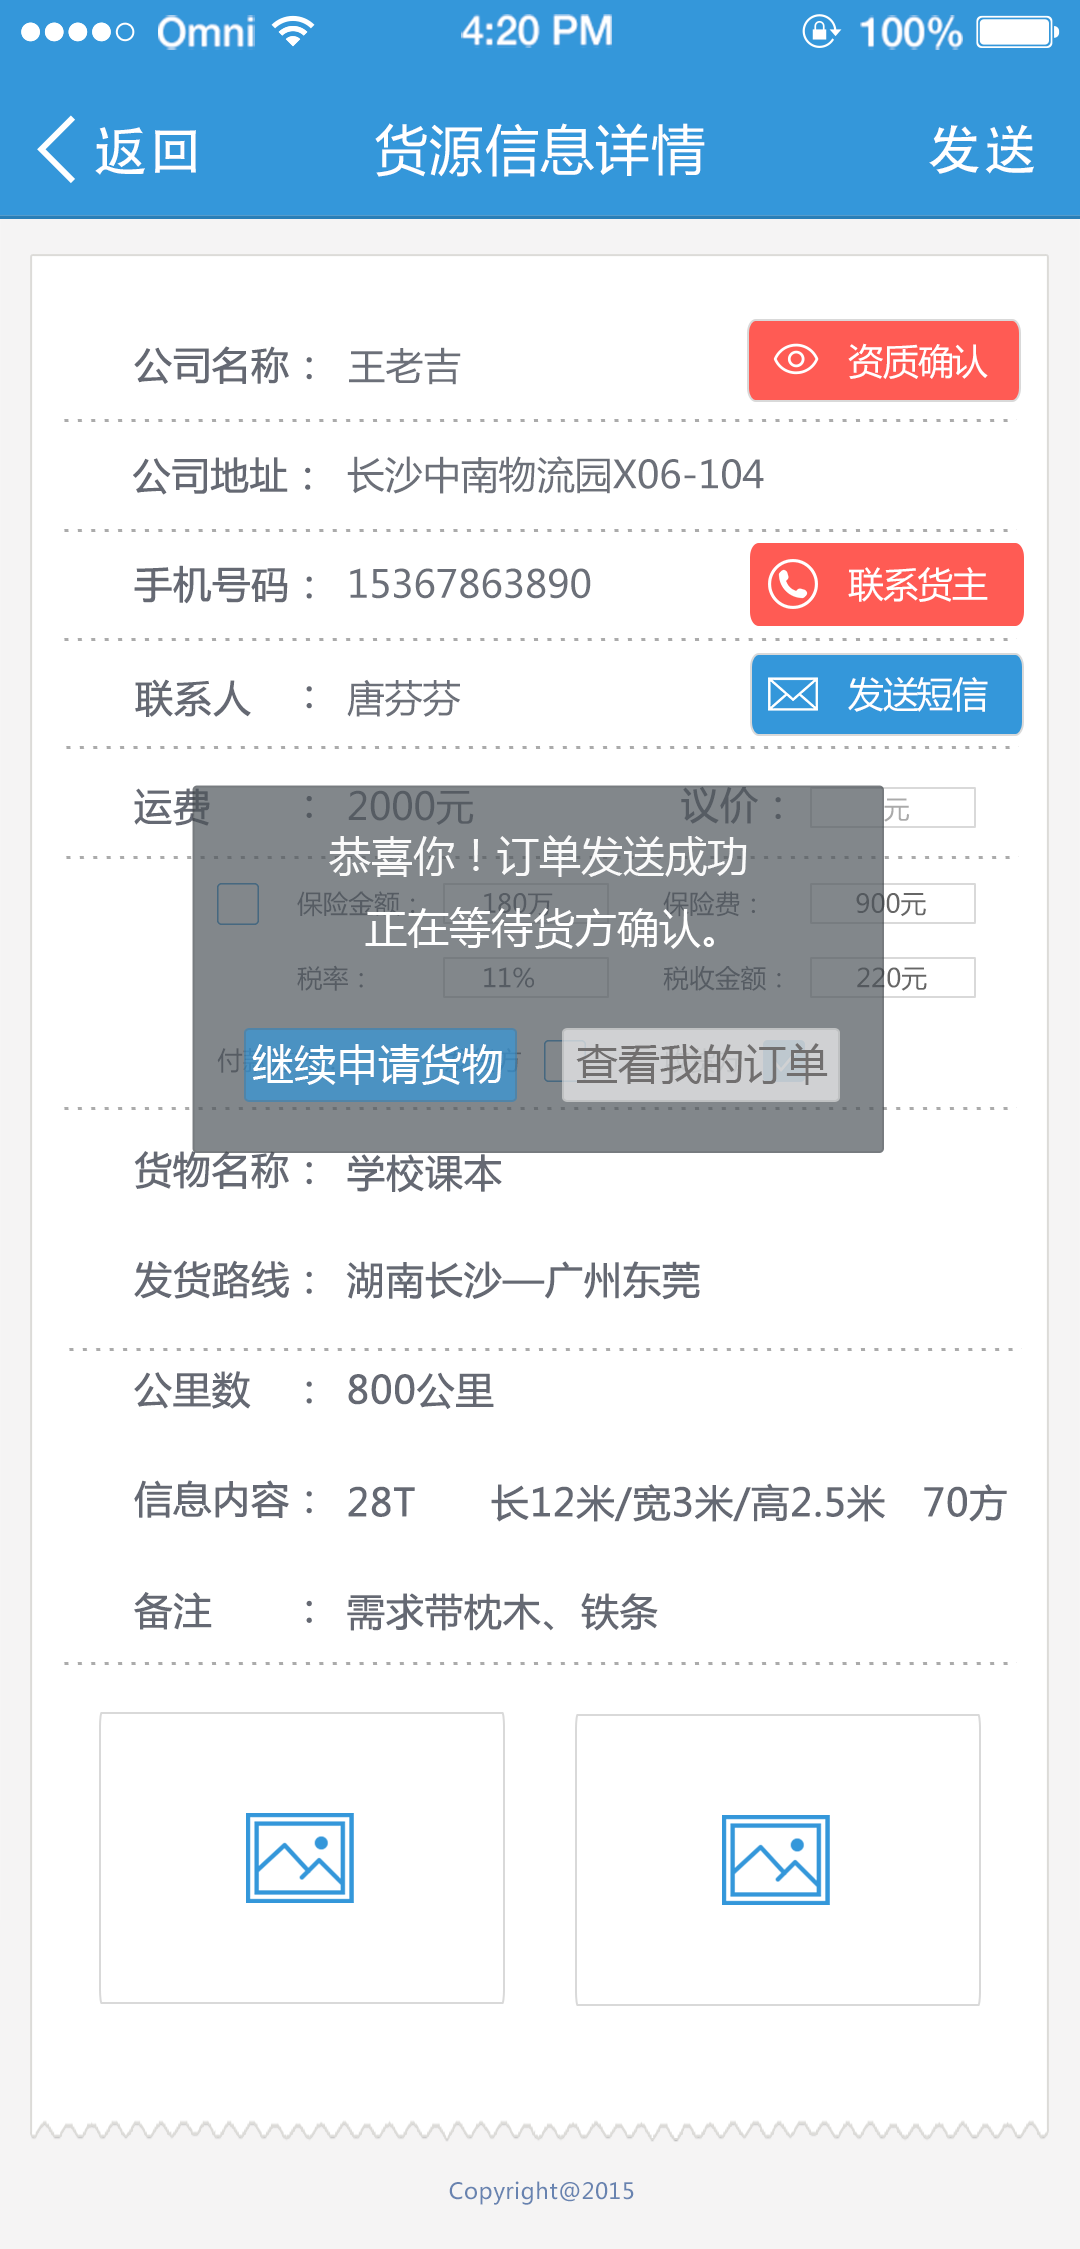 Omni 4:20 PM 100%
返回 货源信息详情 发送
公司名称： 王老吉 资质确认
公司地址： 长沙中南物流园X06-104
手机号码： 15367863890 联系货主
联系人 ： 唐芬芬 发送短信
运费 ： 2000元 议价： 元
恭喜你！订单发送成功
保险金额： 180万 保险费： 900元
正在等待货方确认。
税率： 11% 税收金额： 220元
付 方
继续申请货物 查看我的订单
货物名称： 学校课本
发货路线： 湖南长沙—广州东莞
公里数 ： 800公里
信息内容： 28T 长12米/宽3米/高2.5米 70方
备注 ： 需求带枕木、铁条
Copyright@2015